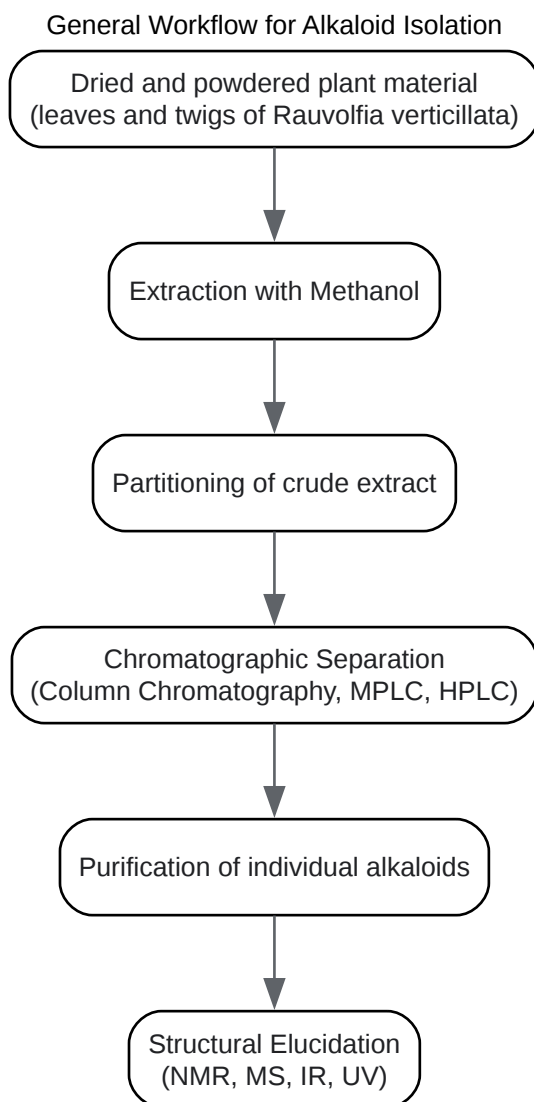 General Workflow for Alkaloid Isolation
Dried and powdered plant material
(leaves and twigs of Rauvolfia verticillata)
Extraction with Methanol
Partitioning of crude extract
Chromatographic Separation
(Column Chromatography, MPLC, HPLC)
Purification of individual alkaloids
Structural Elucidation
(NMR, MS, IR, UV)